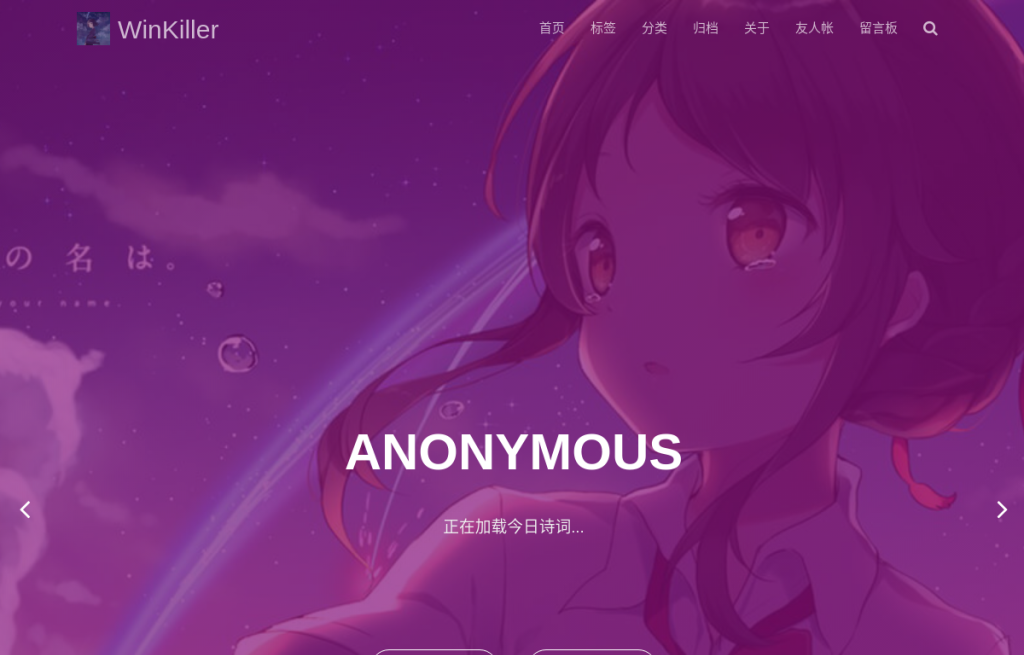 WinKiller
首页 标签 分类 归档 关于 友人帐 留言板
の名は。
your name.
ANONYMOUS
正在加载今日诗词...